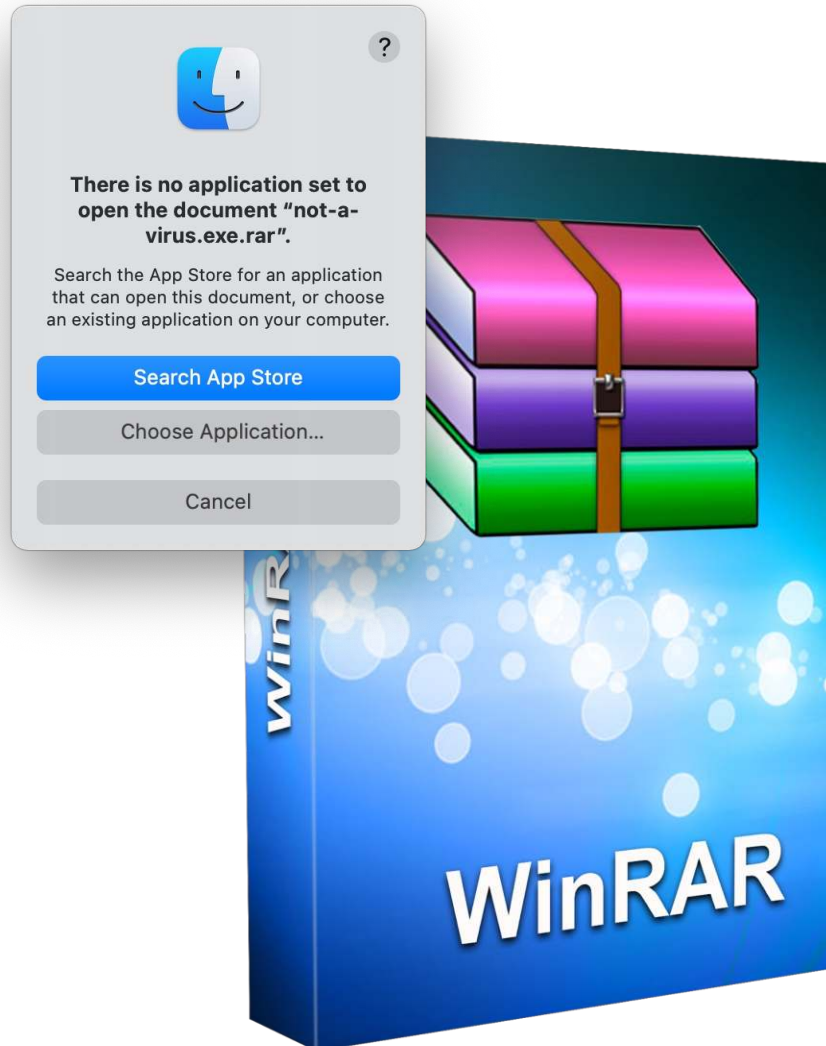 ?
There is no application set to
open the document “not-a-
virus.exe.rar”.
Search the App Store for an application
that can open this document, or choose
an existing application on your computer.
Search App Store
Choose Application...
Cancel
WinR
WinRAR